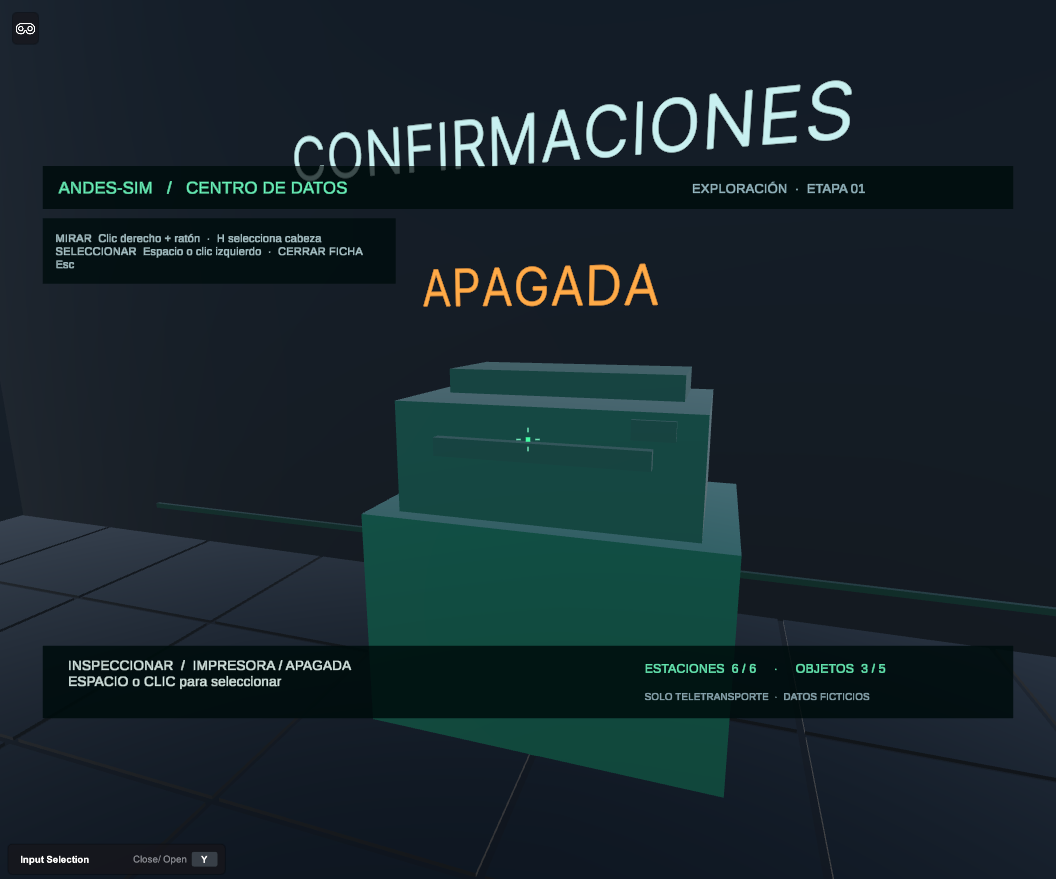 CONFIRMACIONES
ANDES-SIM / CENTRO DE DATOS
EXPLORACIÓN · ETAPA 01
MIRAR Clic derecho + ratón · H selecciona cabeza
SELECCIONAR Espacio o clic izquierdo · CERRAR FICHA
Esc
APAGADA
INSPECCIONAR / IMPRESORA / APAGADA
ESPACIO o CLIC para seleccionar
ESTACIONES 6 / 6 · OBJETOS 3 / 5
SOLO TELETRANSPORTE · DATOS FICTICIOS
Input Selection Close/ Open Y